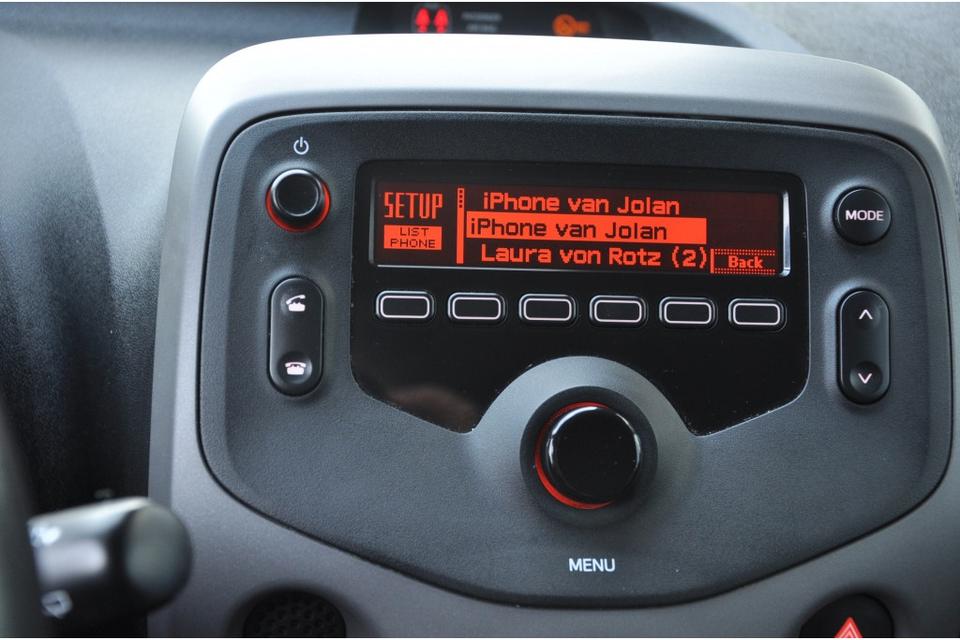 SETUP
LIST
PHONE
iPhone van Jolan
iPhone van Jolan
Laura von Rotz (2)
Back
MODE
MENU